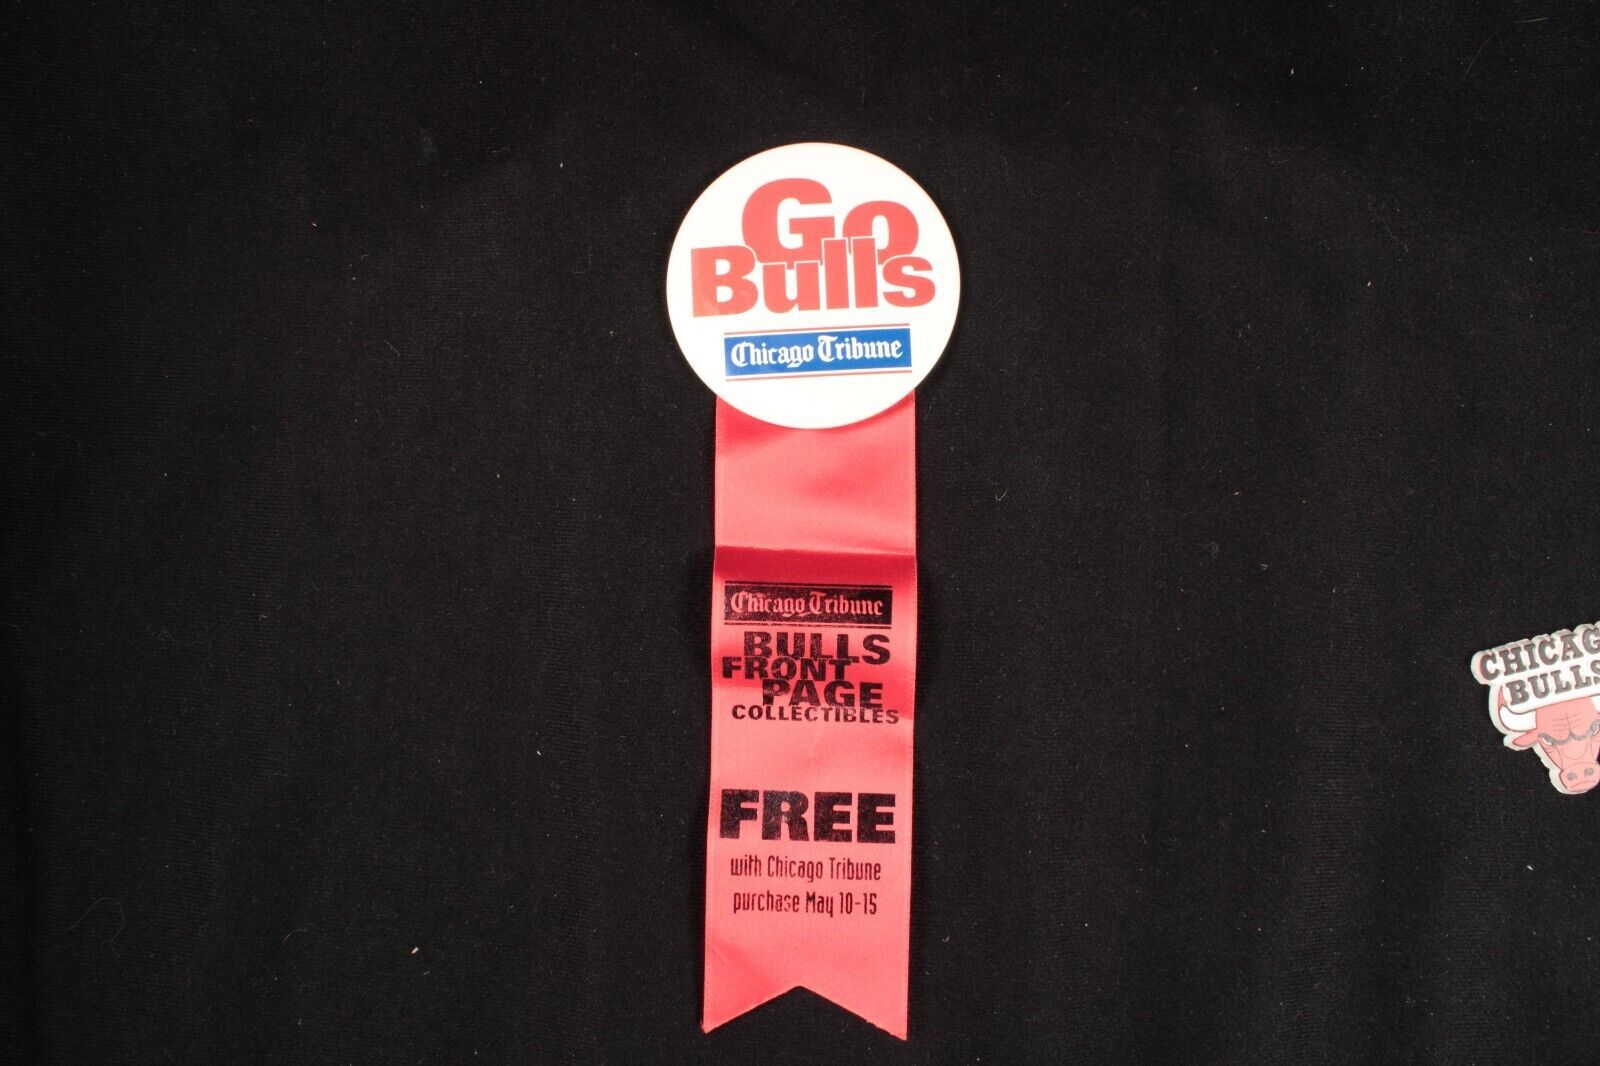 Go
Bulls
Chicago Tribune
Chicago Tribune
BULLS
FRONT
PAGE
COLLECTIBLES
FREE
with Chicago Tribune
purchase May 10-15
CHICAG
BULLS